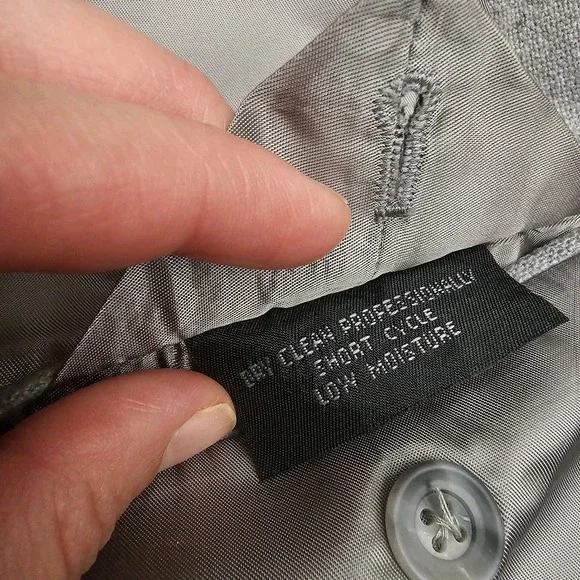 DRY CLEAN PROFESSIONALLY
SHORT CYCLE
LOW MOISTURE